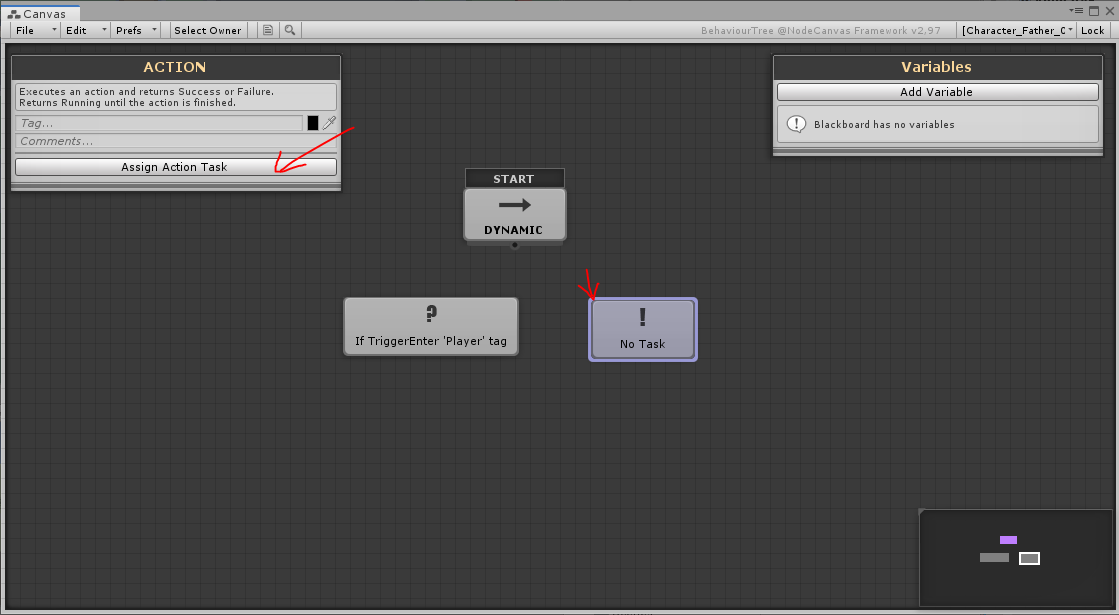 Canvas
File Edit Prefs Select Owner BehaviourTree @NodeCanvas Framework v2.97 [Character_Father_0 Lock
ACTION
Executes an action and returns Success or Failure.
Returns Running until the action is finished.
Tag...
Comments...
Assign Action Task
Variables
Add Variable
Blackboard has no variables
START
DYNAMIC
?
If TriggerEnter 'Player' tag
!
No Task